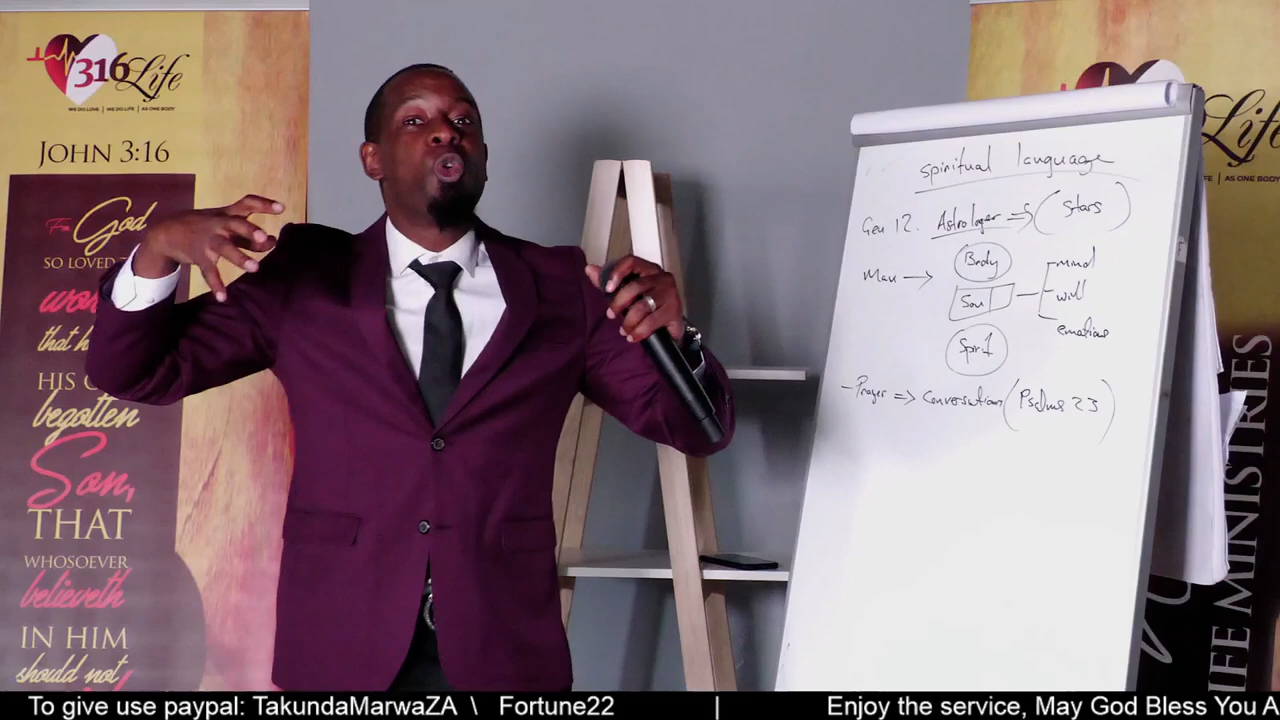 316 Life
WE DO LOVE | WE DO LIFE | AS ONE BODY
JOHN 3:16
For God
SO LOVED
that h
HIS
begotten
Son,
THAT
WHOSOEVER
believeth
IN HIM
should not
spiritual language
Gen 12. Astrologer => (Stars)
Man → Body
Soul
mind
will
emotions
Spirit
- Prayer => Conversation (Psalms 23)
Life
AS ONE BODY
LIFE MINISTRIES
To give use paypal: TakundaMarwaZA \ Fortune22 | Enjoy the service, May God Bless You A